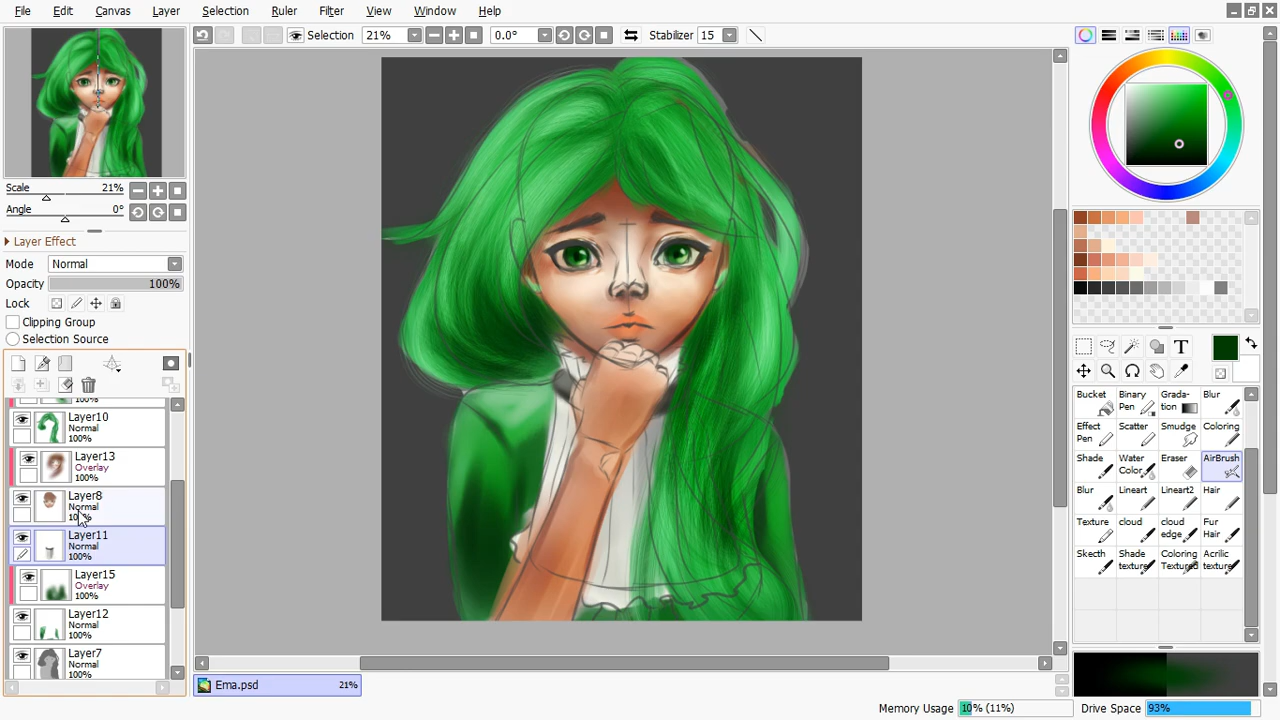 File Edit Canvas Layer Selection Ruler Filter View Window Help
Selection 21% 0.0° Stabilizer 15
Scale 21%
Angle 0°
Layer Effect
Mode Normal
Opacity 100%
Lock
Clipping Group
Selection Source
100%
Layer10
Normal
100%
Layer13
Overlay
100%
Layer8
Normal
Layer11
Normal
100%
Layer15
Overlay
100%
Layer12
Normal
100%
Layer7
Normal
100%
T
Bucket Binary Pen Grada-tion Blur
Effect Pen Scatter Smudge Coloring
Shade Water Color Eraser AirBrush
Blur Lineart Lineart2 Hair
Texture cloud cloud edge Fur Hair
Skecth Shade texture Coloring Textured Acrilic texture
Ema.psd 21%
Memory Usage 10% (11%) Drive Space 93%